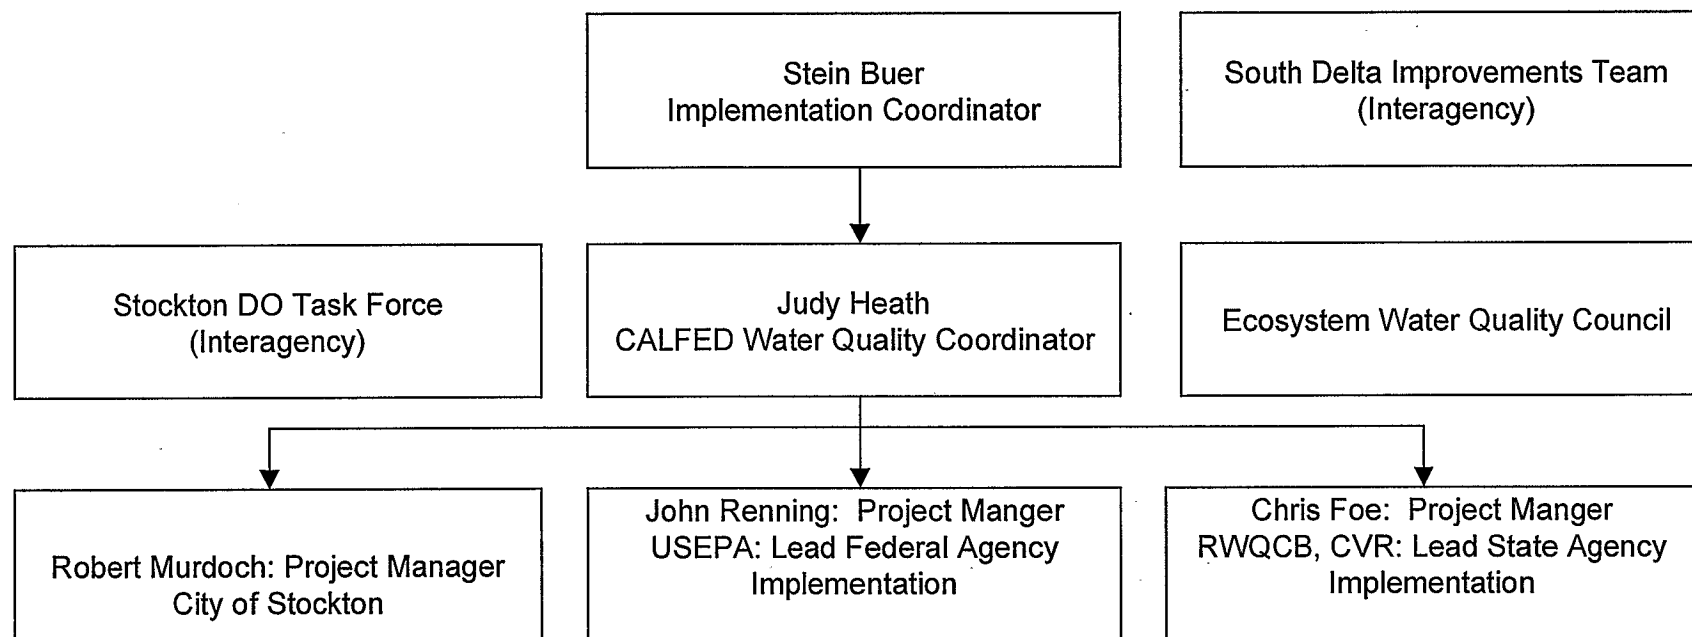 Stein Buer
Implementation Coordinator
South Delta Improvements Team
(Interagency)
Stockton DO Task Force
(Interagency)
Judy Heath
CALFED Water Quality Coordinator
Ecosystem Water Quality Council
Robert Murdoch: Project Manager
City of Stockton
John Renning:  Project Manger
USEPA: Lead Federal Agency
Implementation
Chris Foe:  Project Manger
RWQCB, CVR: Lead State Agency
Implementation